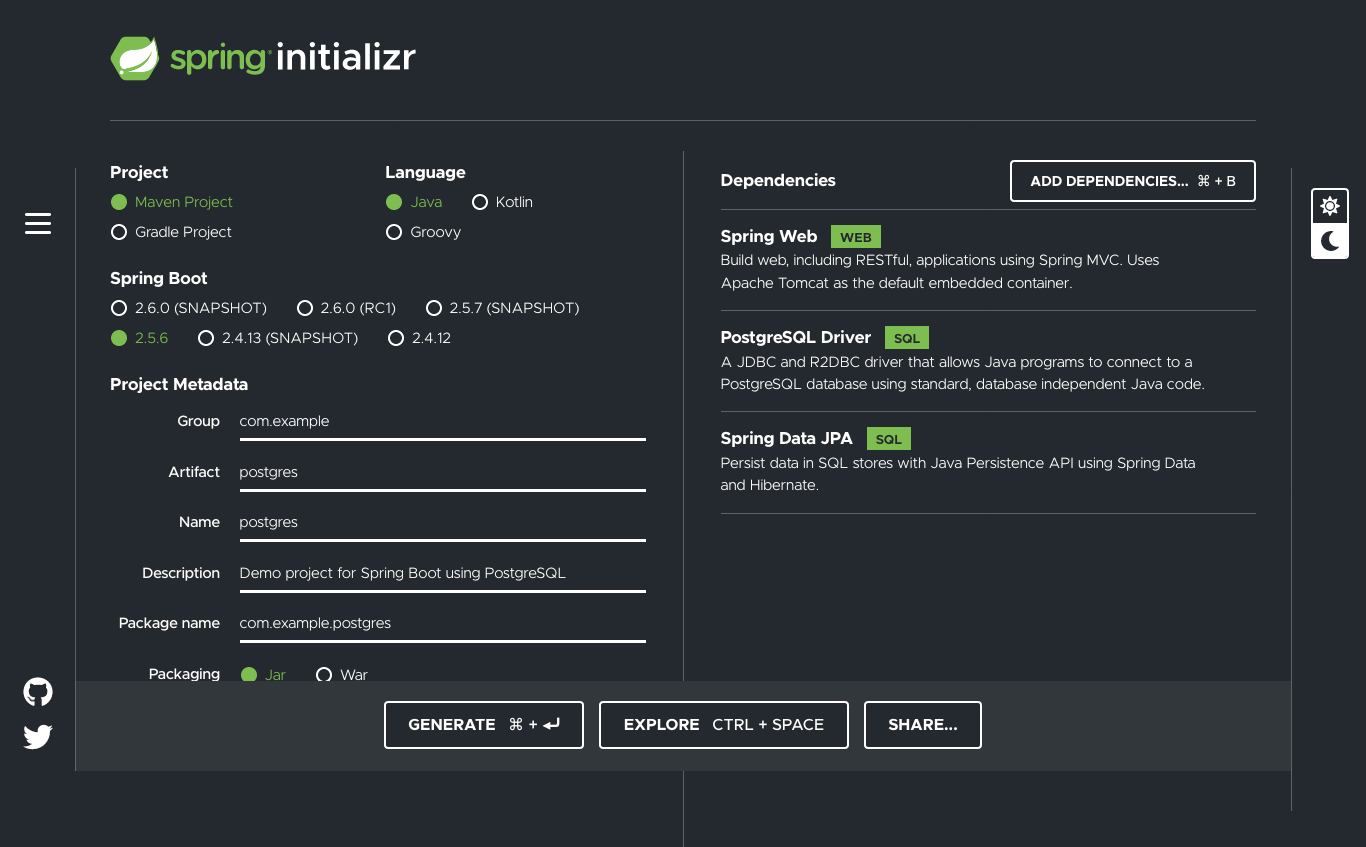 spring initializr
Project
Maven Project
Gradle Project
Language
Java Kotlin
Groovy
Spring Boot
2.6.0 (SNAPSHOT) 2.6.0 (RC1) 2.5.7 (SNAPSHOT)
2.5.6 2.4.13 (SNAPSHOT) 2.4.12
Project Metadata
Group com.example
Artifact postgres
Name postgres
Description Demo project for Spring Boot using PostgreSQL
Package name com.example.postgres
Packaging Jar War
Dependencies ADD DEPENDENCIES... ⌘ + B
Spring Web WEB
Build web, including RESTful, applications using Spring MVC. Uses
Apache Tomcat as the default embedded container.
PostgreSQL Driver SQL
A JDBC and R2DBC driver that allows Java programs to connect to a
PostgreSQL database using standard, database independent Java code.
Spring Data JPA SQL
Persist data in SQL stores with Java Persistence API using Spring Data
and Hibernate.
GENERATE ⌘ + ⏎ EXPLORE CTRL + SPACE SHARE...